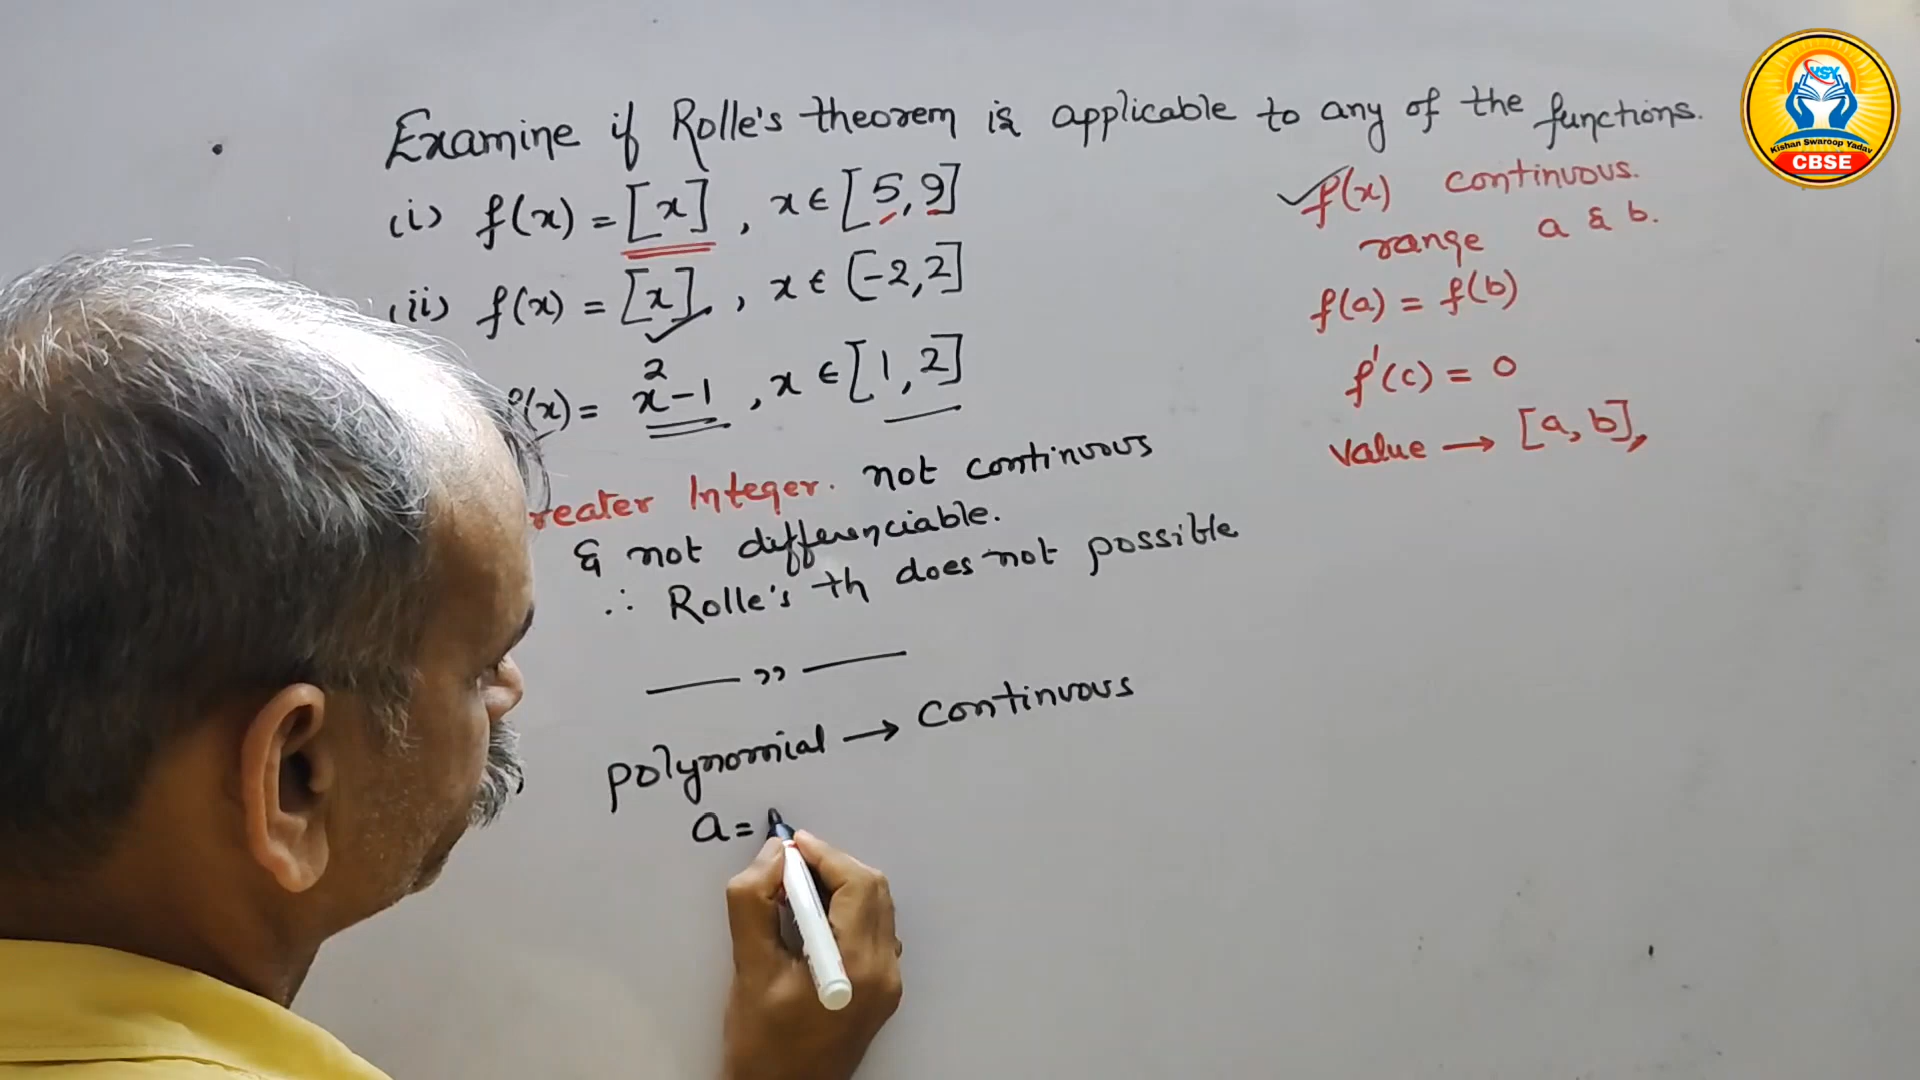 Examine if Rolle's theorem is applicable to any of the functions.
(i) f(x) = [x] , x ∈ [5,9]
(ii) f(x) = [x] , x ∈ [-2,2]
f(x) = x²-1 , x ∈ [1,2]
reater Integer. not continuous
& not differenciable.
∴ Rolle's th does not possible
—— ,, ——
polynomial → continuous
a=
✓ f(x) continuous.
range a & b.
f(a) = f(b)
f'(c) = 0
value → [a,b],
KSY
Kishan Swaroop Yadav
CBSE